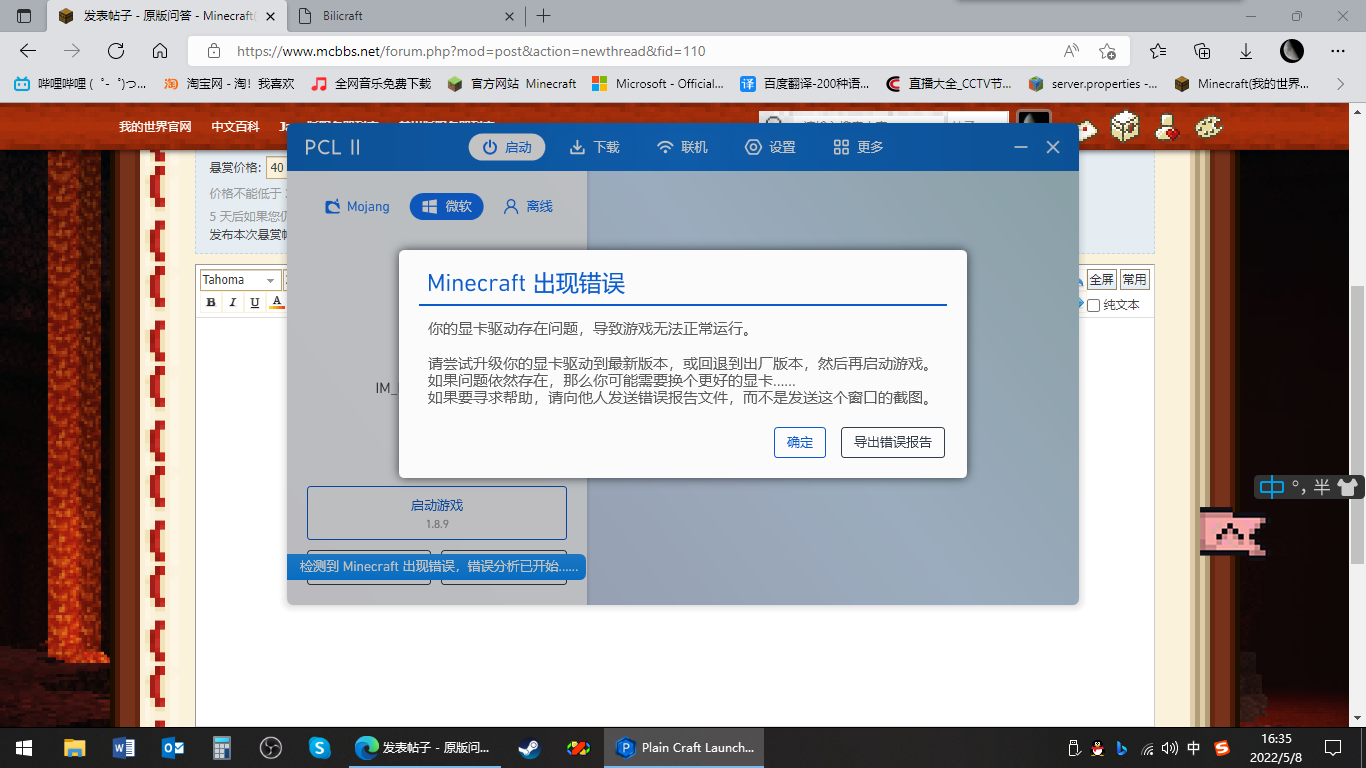 发表帖子 - 原版问答 - Minecraft(
Bilicraft
https://www.mcbbs.net/forum.php?mod=post&action=newthread&fid=110
哔哩哔哩 ( ゜- ゜)つ...
淘宝网 - 淘！我喜欢
全网音乐免费下载
官方网站 Minecraft
Microsoft - Official...
百度翻译-200种语...
直播大全_CCTV节...
server.properties -...
Minecraft(我的世界...
我的世界官网 中文百科
PCL II
启动
下载
联机
设置
更多
悬赏价格: 40
价格不能低于
5 天后如果您仍
发布本次悬赏
Mojang
微软
离线
Tahoma
全屏
常用
B I U A
纯文本
Minecraft 出现错误
你的显卡驱动存在问题，导致游戏无法正常运行。
请尝试升级你的显卡驱动到最新版本，或回退到出厂版本，然后再启动游戏。
如果问题依然存在，那么你可能需要换个更好的显卡......
如果要寻求帮助，请向他人发送错误报告文件，而不是发送这个窗口的截图。
IM_
确定
导出错误报告
启动游戏
1.8.9
中 °, 半
检测到 Minecraft 出现错误，错误分析已开始......
发表帖子 - 原版问...
Plain Craft Launch...
中
16:35
2022/5/8